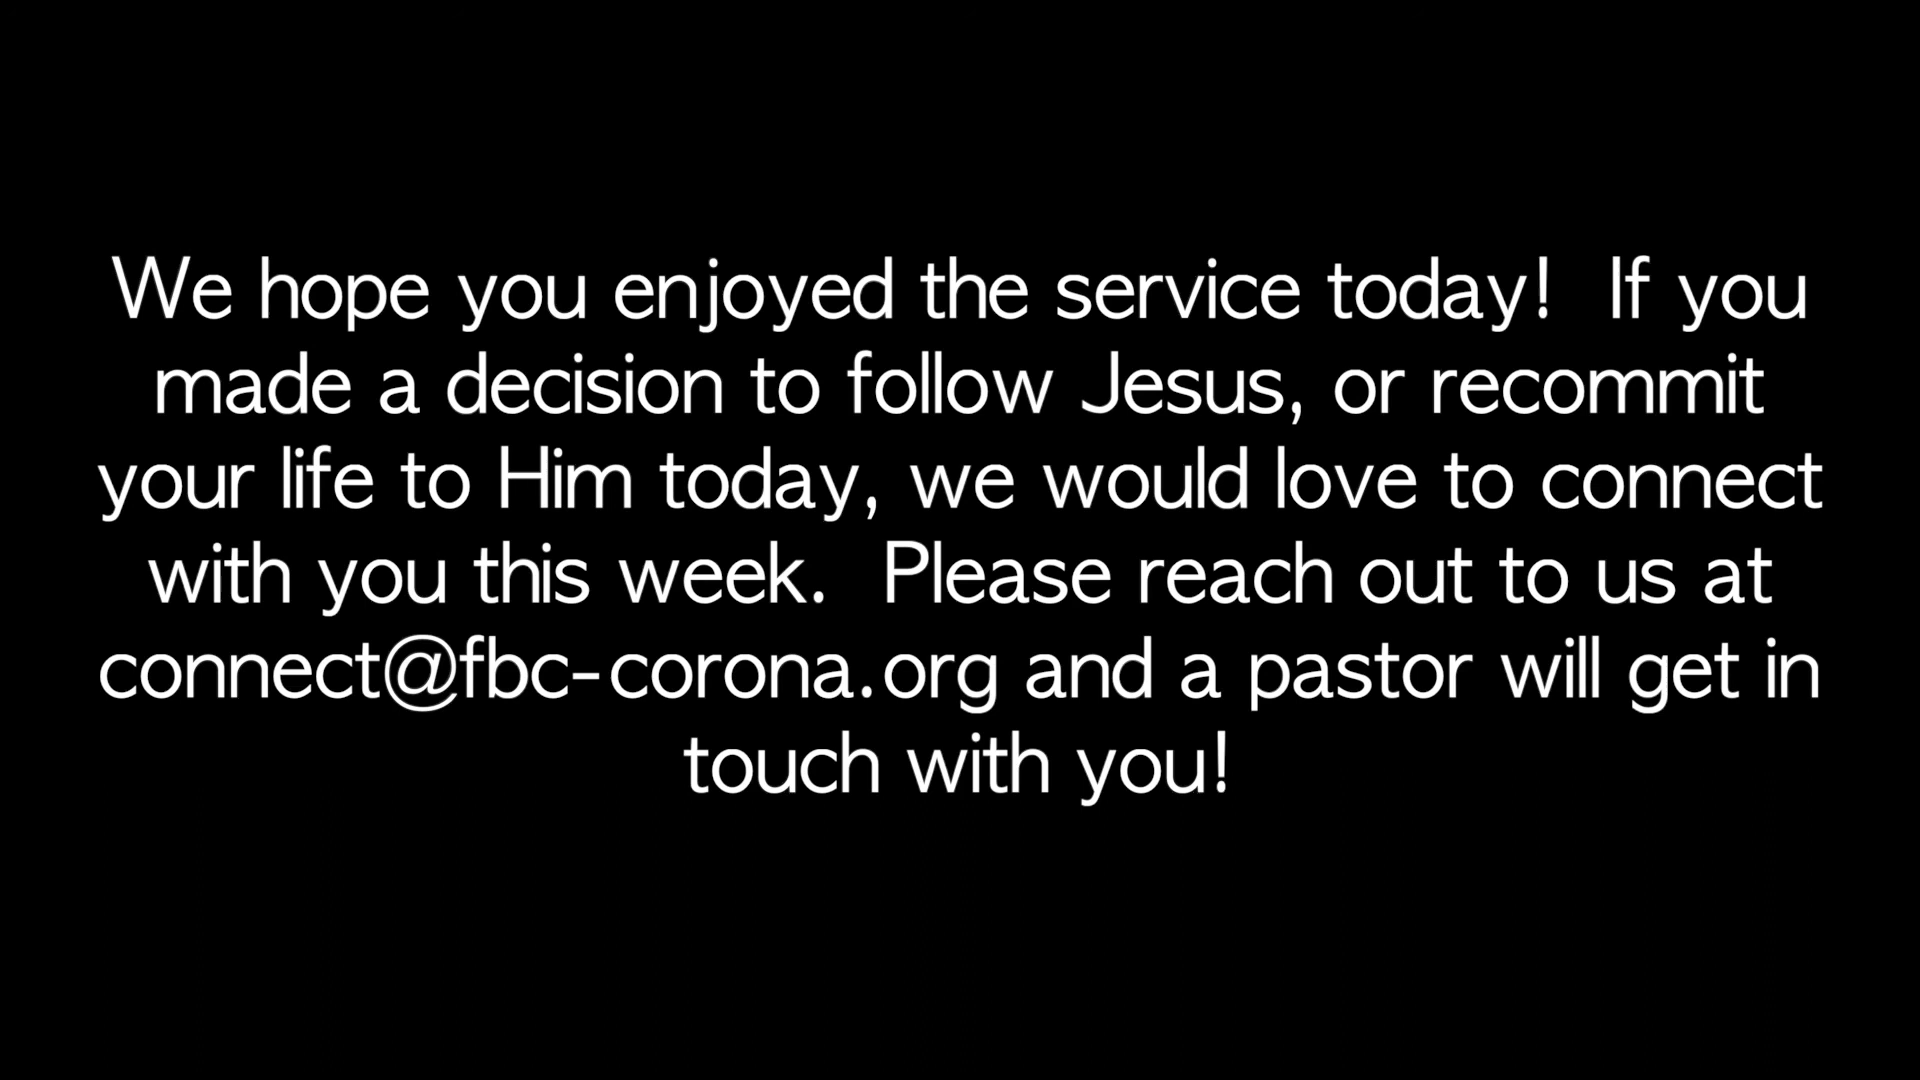 We hope you enjoyed the service today!  If you
made a decision to follow Jesus, or recommit
your life to Him today, we would love to connect
with you this week.  Please reach out to us at
connect@fbc-corona.org and a pastor will get in
touch with you!